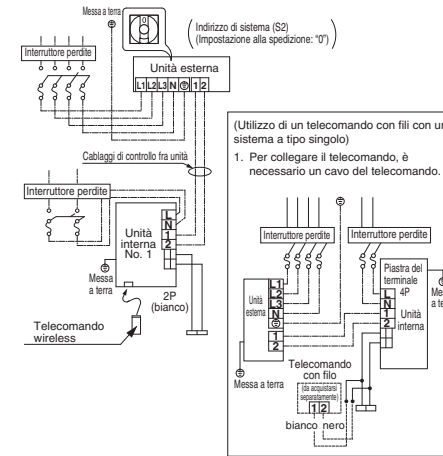 Messa a terra
0
Indirizzo di sistema (S2)
(Impostazione alla spedizione: "0")
Interruttore perdite
Unità esterna
L1 L2 L3 N 1 2
Cablaggi di controllo fra unità
Interruttore perdite
L
N
1
2
Unità
interna
No. 1
Messa
a terra
2P
(bianco)
Telecomando
wireless
(Utilizzo di un telecomando con fili con un
sistema a tipo singolo)
1. Per collegare il telecomando, è
necessario un cavo del telecomando.
Interruttore perdite
Interruttore perdite
Unità
esterna
L1
L2
L3
N
1
2
Messa a terra
Piastra del
terminale
4P
L
N
1
2
Unità
interna
Telecomando
con filo
(da acquistarsi
separatamente)
1 2
bianco nero